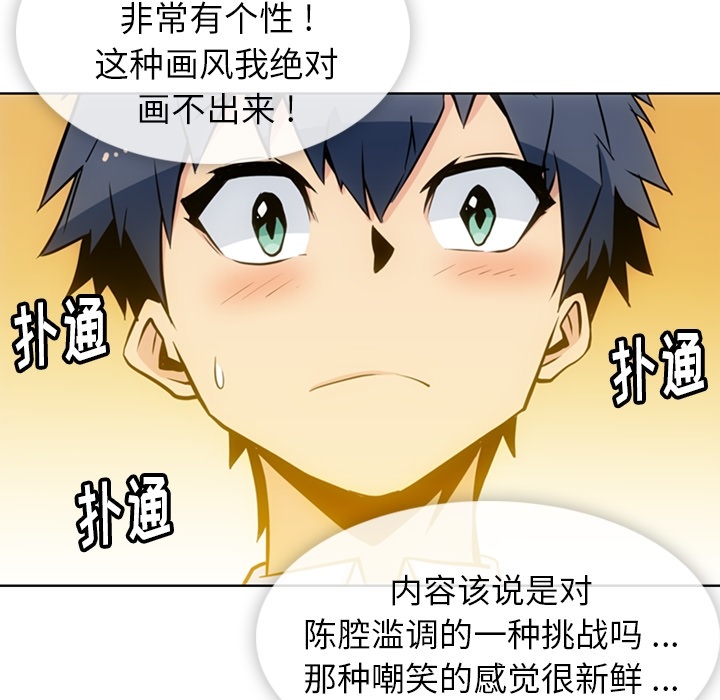 非常有个性！
这种画风我绝对
画不出来！
扑通
扑通
扑通
内容该说是对
陈腔滥调的一种挑战吗...
那种嘲笑的感觉很新鲜...